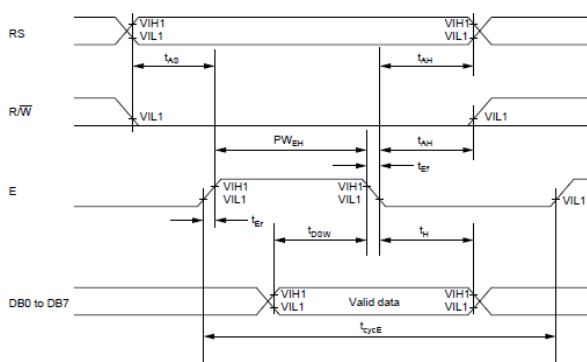 RS VIH1 VIL1 VIH1 VIL1
tAS tAH
R/W̅ VIL1 VIL1
PWEH tAH
tEf
E VIH1 VIL1 VIH1 VIL1 VIL1
tEr tDSW tH
DB0 to DB7 VIH1 VIL1 Valid data VIH1 VIL1
tcycE